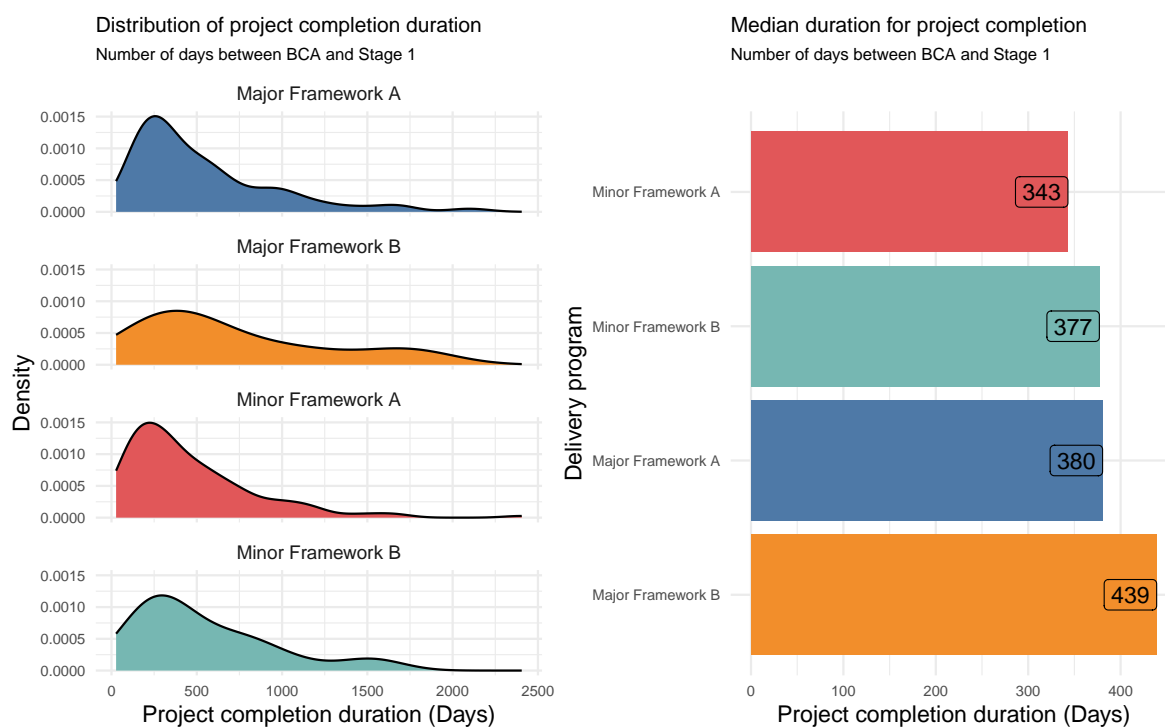 Distribution of project completion duration
Number of days between BCA and Stage 1
Density
Major Framework A
0.0015
0.0010
0.0005
0.0000
Major Framework B
0.0015
0.0010
0.0005
0.0000
Minor Framework A
0.0015
0.0010
0.0005
0.0000
Minor Framework B
0.0015
0.0010
0.0005
0.0000
0 500 1000 1500 2000 2500
Project completion duration (Days)
Median duration for project completion
Number of days between BCA and Stage 1
Delivery program
Minor Framework A 343
Minor Framework B 377
Major Framework A 380
Major Framework B 439
0 100 200 300 400
Project completion duration (Days)